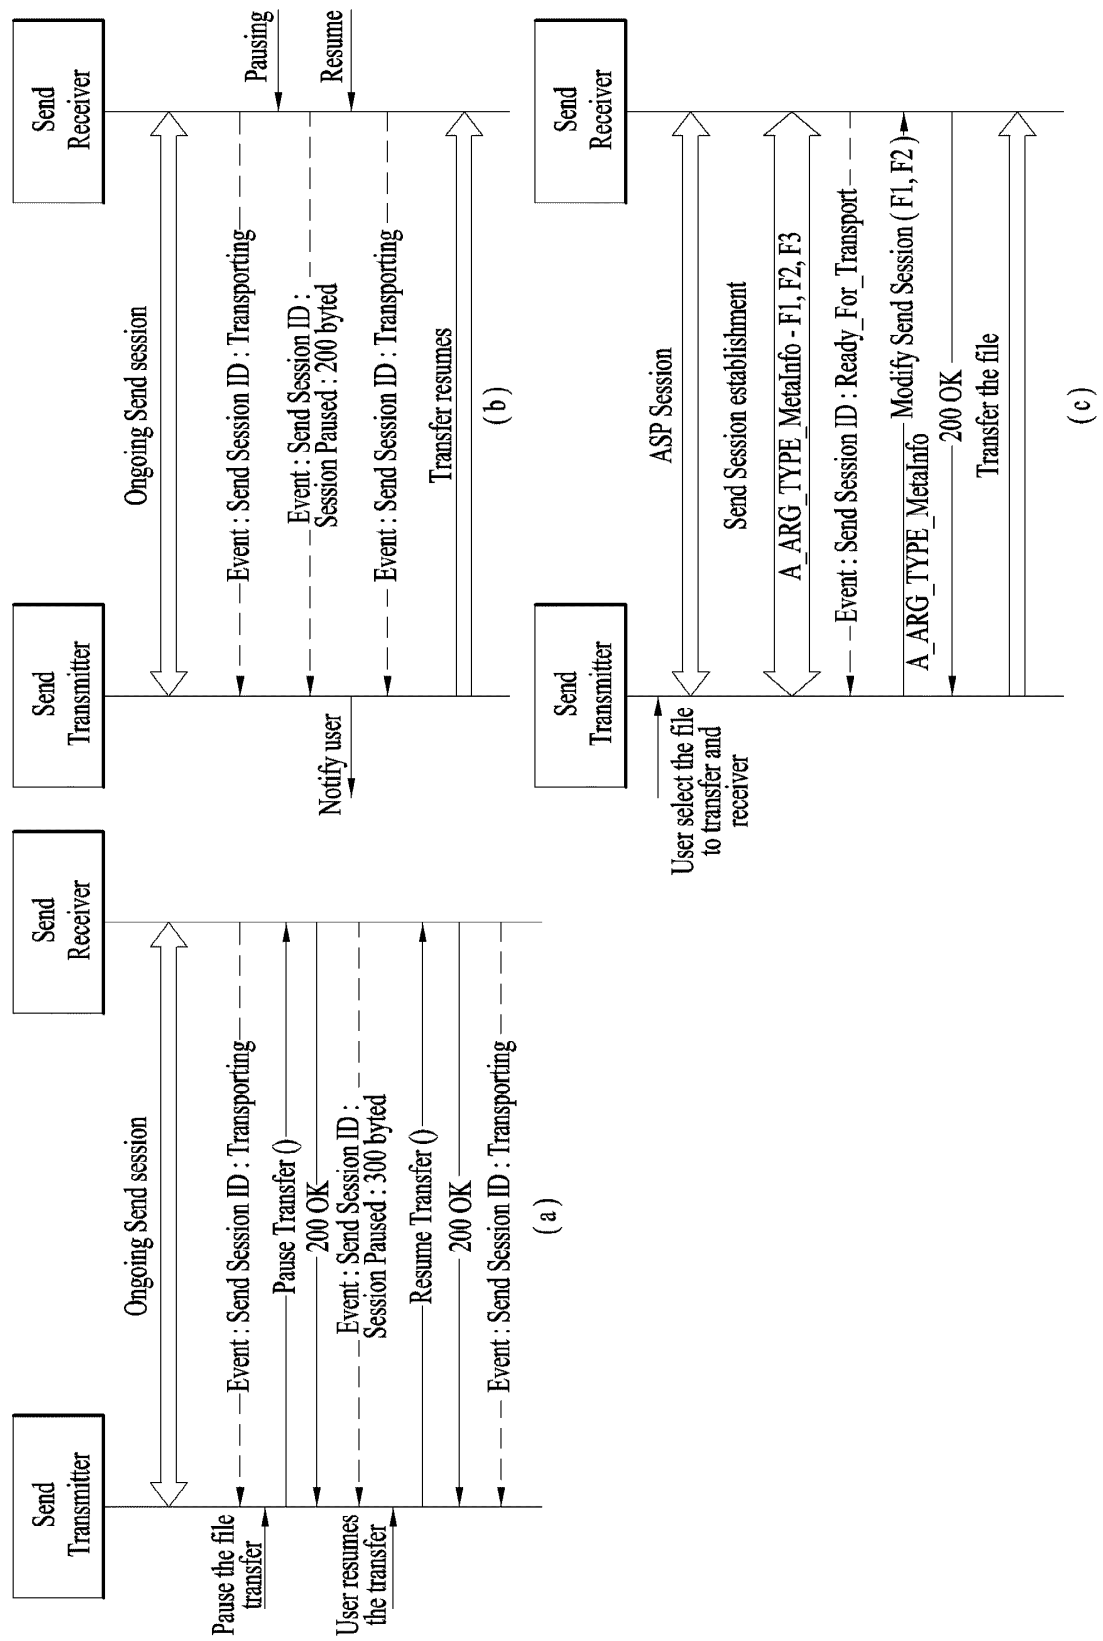 Send
Transmitter
Send
Receiver
Ongoing Send session
Event : Send Session ID : Transporting
Pause the file
transfer
Pause Transfer ()
200 OK
Event : Send Session ID :
Session Paused : 300 byted
User resumes
the transfer
Resume Transfer ()
200 OK
Event : Send Session ID : Transporting
( a )
Send
Transmitter
Send
Receiver
Ongoing Send session
Event : Send Session ID : Transporting
Pausing
Event : Send Session ID :
Session Paused : 200 byted
Notify user
Resume
Event : Send Session ID : Transporting
Transfer resumes
( b )
Send
Transmitter
Send
Receiver
User select the file
to transfer and
receiver
ASP Session
Send Session establishment
A_ARG_TYPE_MetaInfo - F1, F2, F3
Event : Send Session ID : Ready_For_Transport
Modify Send Session ( F1, F2 )
A_ARG_TYPE_MetaInfo
200 OK
Transfer the file
( c )